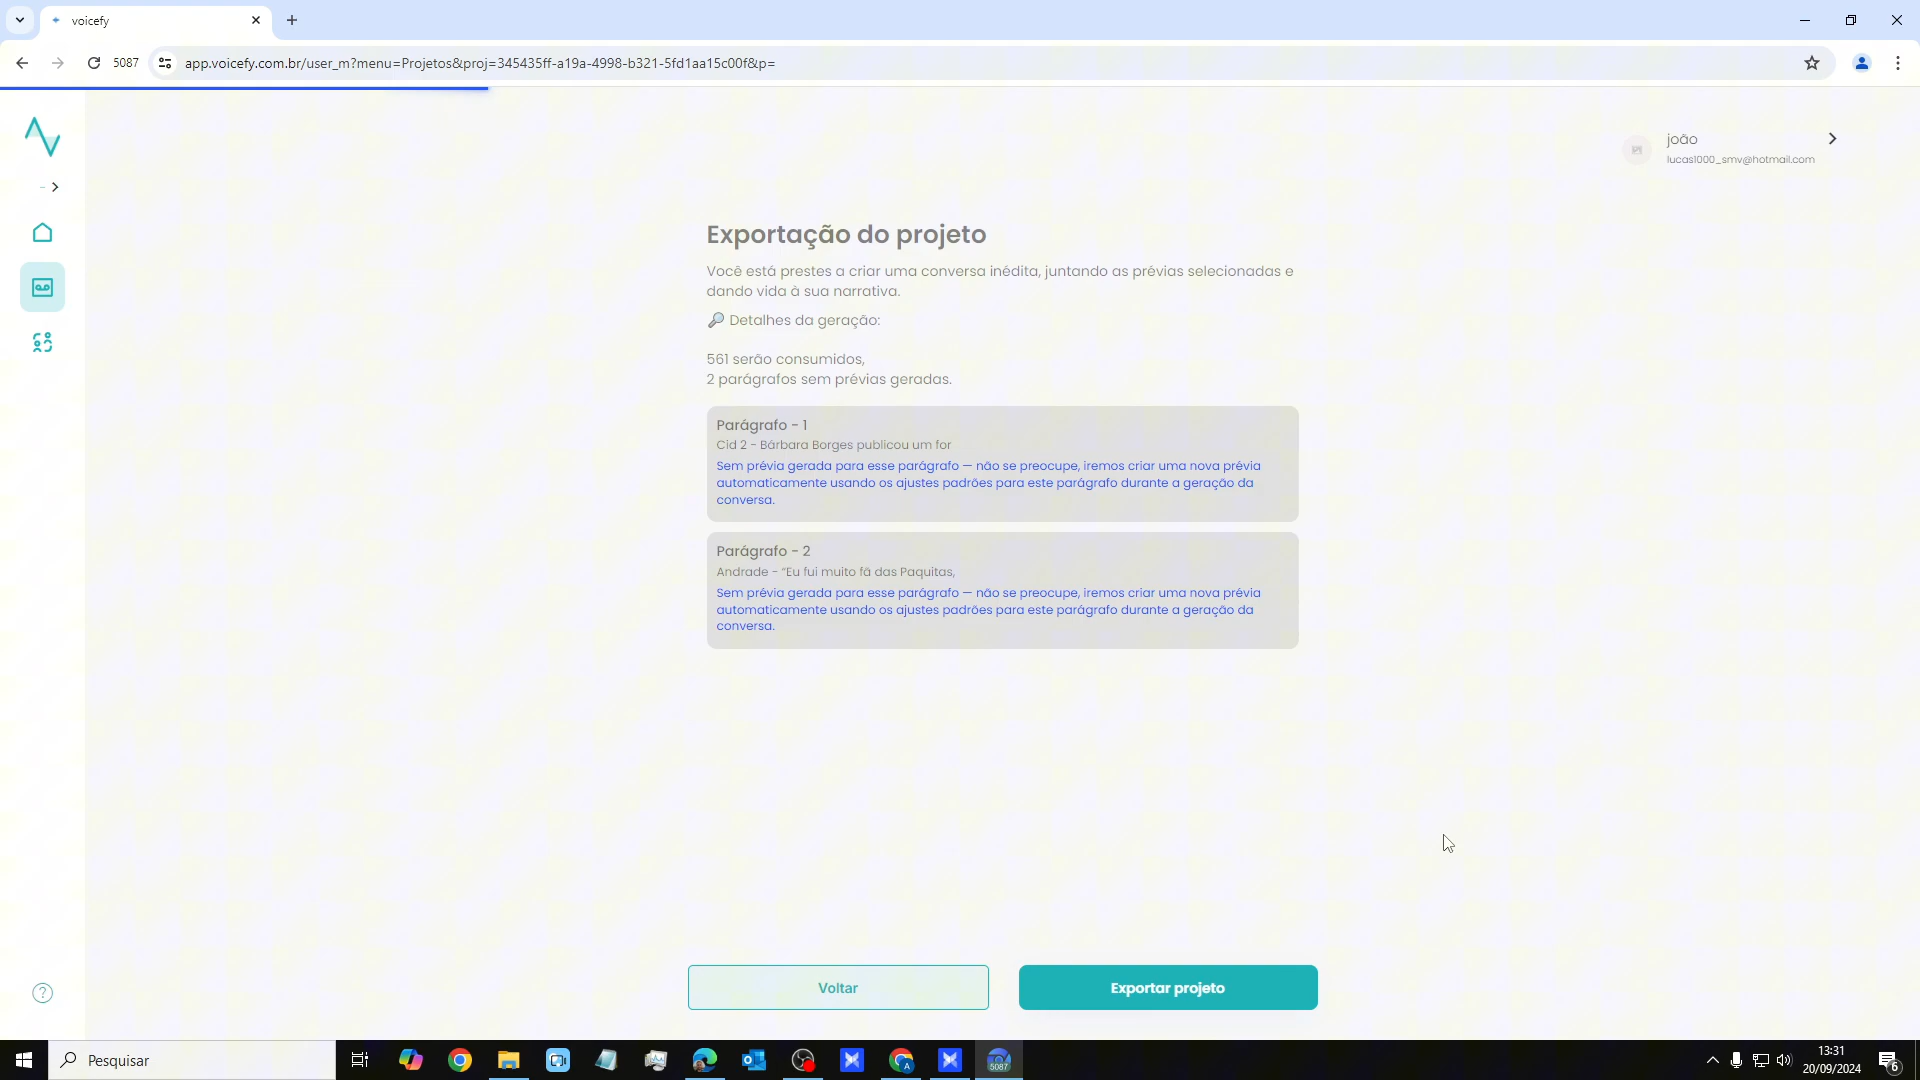 voicefy
5087
app.voicefy.com.br/user_m?menu=Projetos&proj=345435ff-a19a-4998-b321-5fd1aa15c00f&p=
joão
lucas1000_smv@hotmail.com
Exportação do projeto
Você está prestes a criar uma conversa inédita, juntando as prévias selecionadas e
dando vida à sua narrativa.
🔎 Detalhes da geração:
561 serão consumidos,
2 parágrafos sem prévias geradas.
Parágrafo - 1
Cid 2 - Bárbara Borges publicou um for
Sem prévia gerada para esse parágrafo — não se preocupe, iremos criar uma nova prévia
automaticamente usando os ajustes padrões para este parágrafo durante a geração da
conversa.
Parágrafo - 2
Andrade - “Eu fui muito fã das Paquitas,
Sem prévia gerada para esse parágrafo — não se preocupe, iremos criar uma nova prévia
automaticamente usando os ajustes padrões para este parágrafo durante a geração da
conversa.
Voltar
Exportar projeto
?
Pesquisar
A
5087
13:31
20/09/2024
6